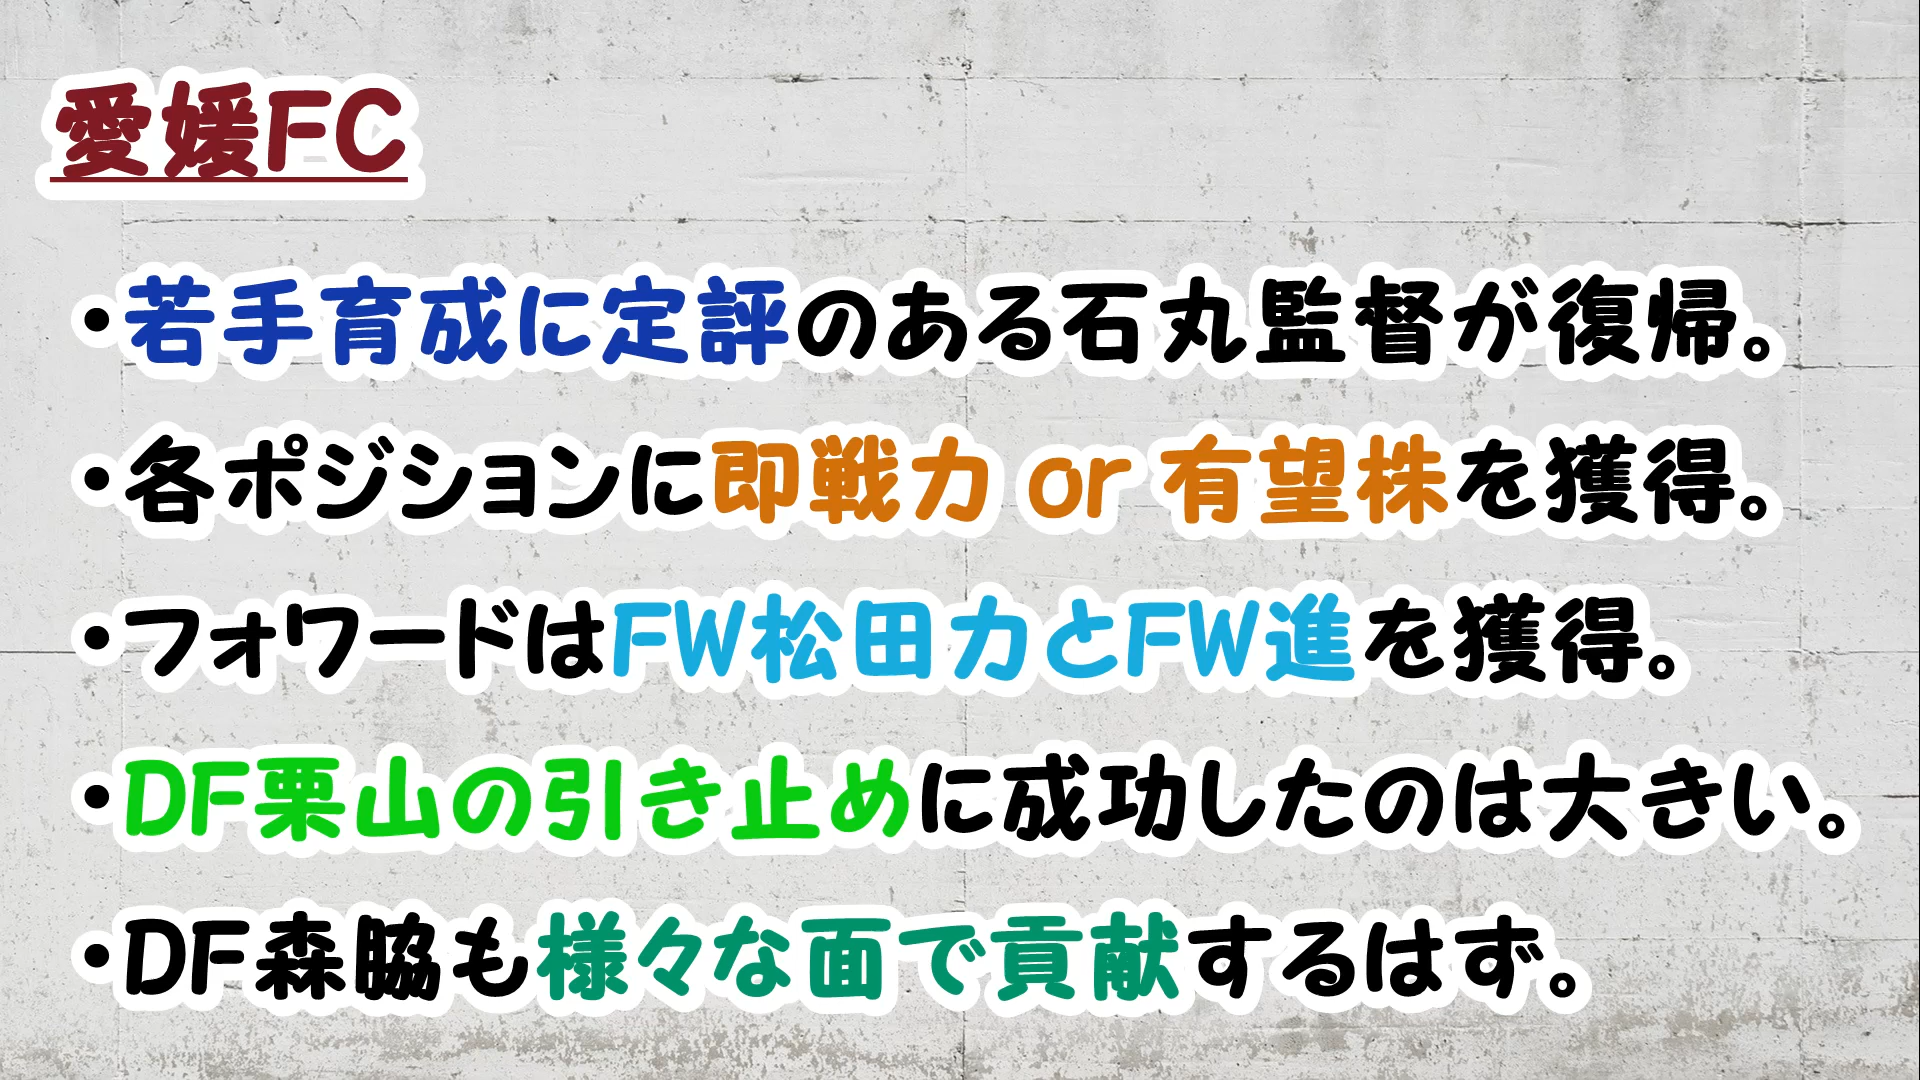 愛媛FC
・若手育成に定評のある石丸監督が復帰。
・各ポジションに即戦力 or 有望株を獲得。
・フォワードはFW松田力とFW進を獲得。
・DF栗山の引き止めに成功したのは大きい。
・DF森脇も様々な面で貢献するはず。